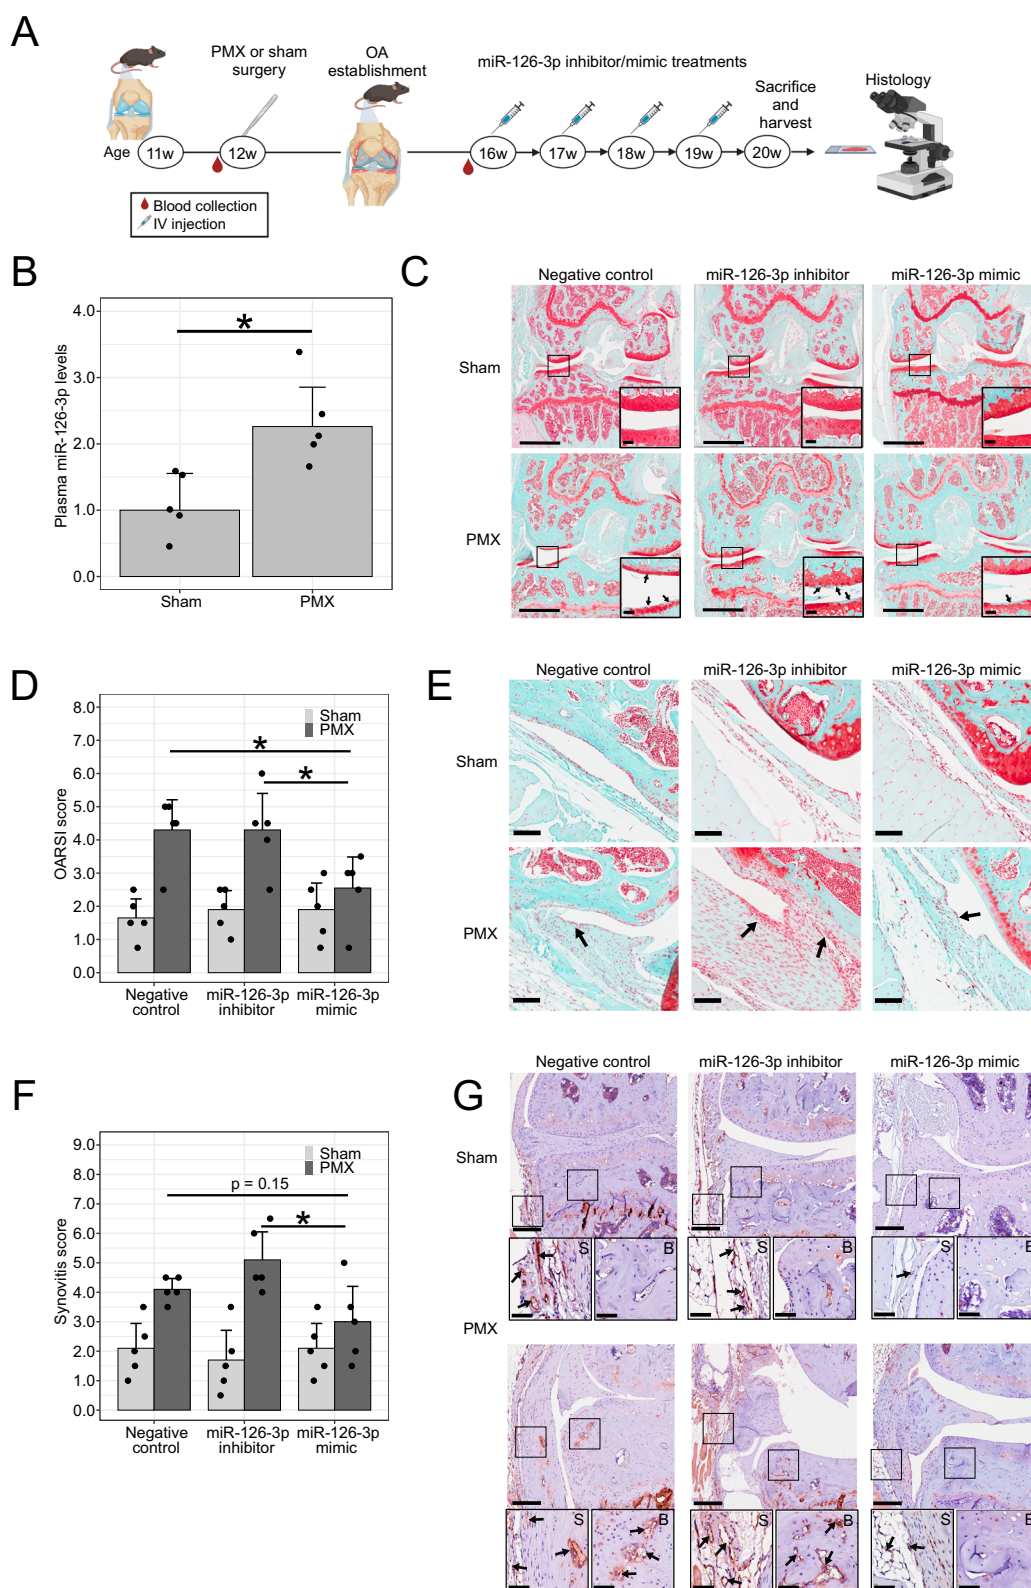 A
PMX or sham
surgery
OA
establishment
miR-126-3p inhibitor/mimic treatments
Sacrifice
and
harvest
Histology
Age
11w
12w
16w
17w
18w
19w
20w
Blood collection
IV injection
B
Plasma miR-126-3p levels
4.0
3.0
2.0
1.0
0.0
*
Sham
PMX
C
Negative control
miR-126-3p inhibitor
miR-126-3p mimic
Sham
PMX
D
OARSI score
8.0
7.0
6.0
5.0
4.0
3.0
2.0
1.0
0.0
Sham
PMX
*
*
Negative
control
miR-126-3p
inhibitor
miR-126-3p
mimic
E
Negative control
miR-126-3p inhibitor
miR-126-3p mimic
Sham
PMX
F
Synovitis score
9.0
8.0
7.0
6.0
5.0
4.0
3.0
2.0
1.0
0.0
Sham
PMX
p = 0.15
*
Negative
control
miR-126-3p
inhibitor
miR-126-3p
mimic
G
Negative control
miR-126-3p inhibitor
miR-126-3p mimic
Sham
S
B
S
B
S
B
PMX
S
B
S
B
S
B